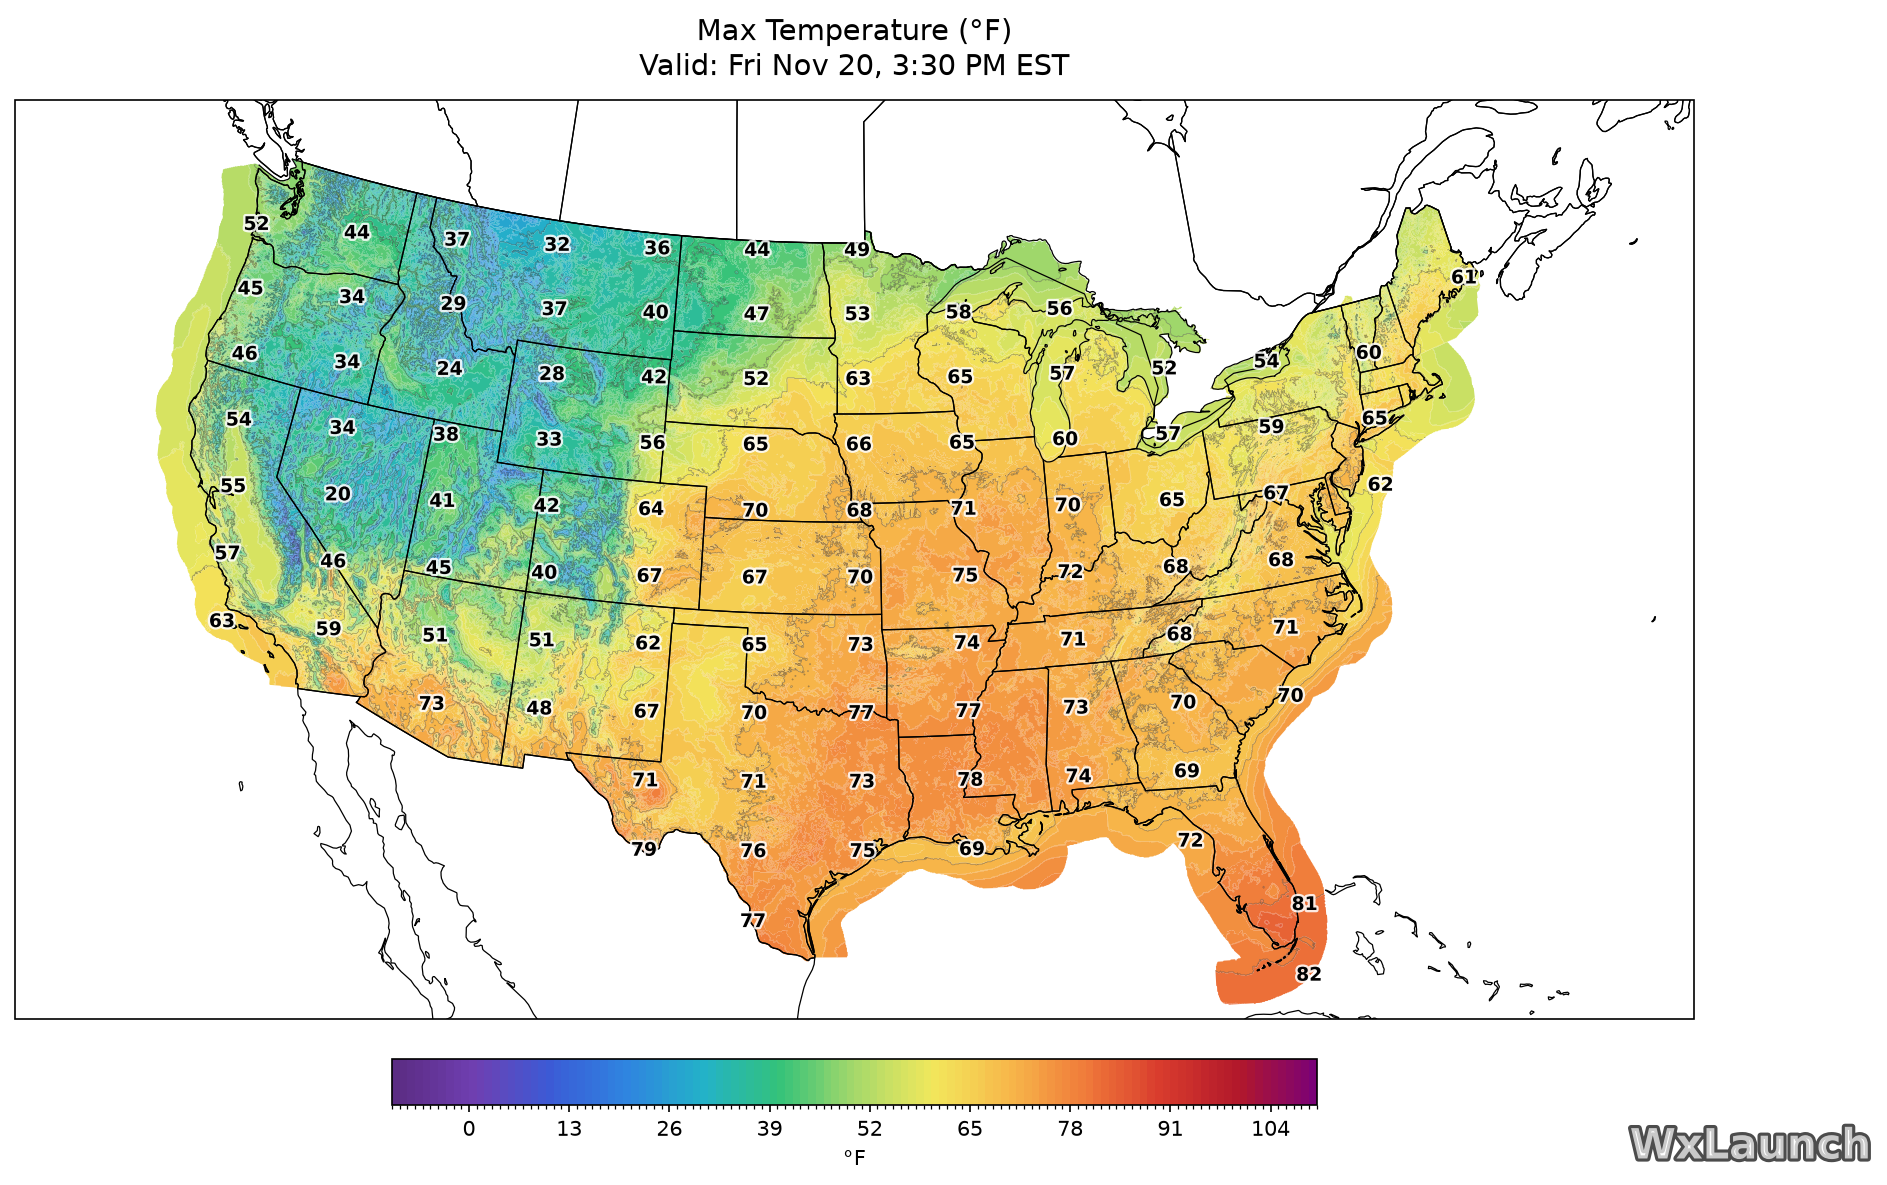 Max Temperature (°F)
Valid: Fri Nov 20, 3:30 PM EST
52 44 37 32 36 44 49
61
45 34 29 37 40 47 53 58 56
46 34 24 28 42 52 63 65 57 52 54 60
54 34 38 33 56 65 66 65 60 57 59 65
55 20 41 42 64 70 68 71 70 65 67 62
57 46 45 40 67 67 70 75 72 68 68
63 59 51 51 62 65 73 74 71 68 71
73 48 67 70 77 77 73 70 70
71 71 73 78 74 69
79 76 75 69 72
77 81
82
0 13 26 39 52 65 78 91 104
°F
WxLaunch